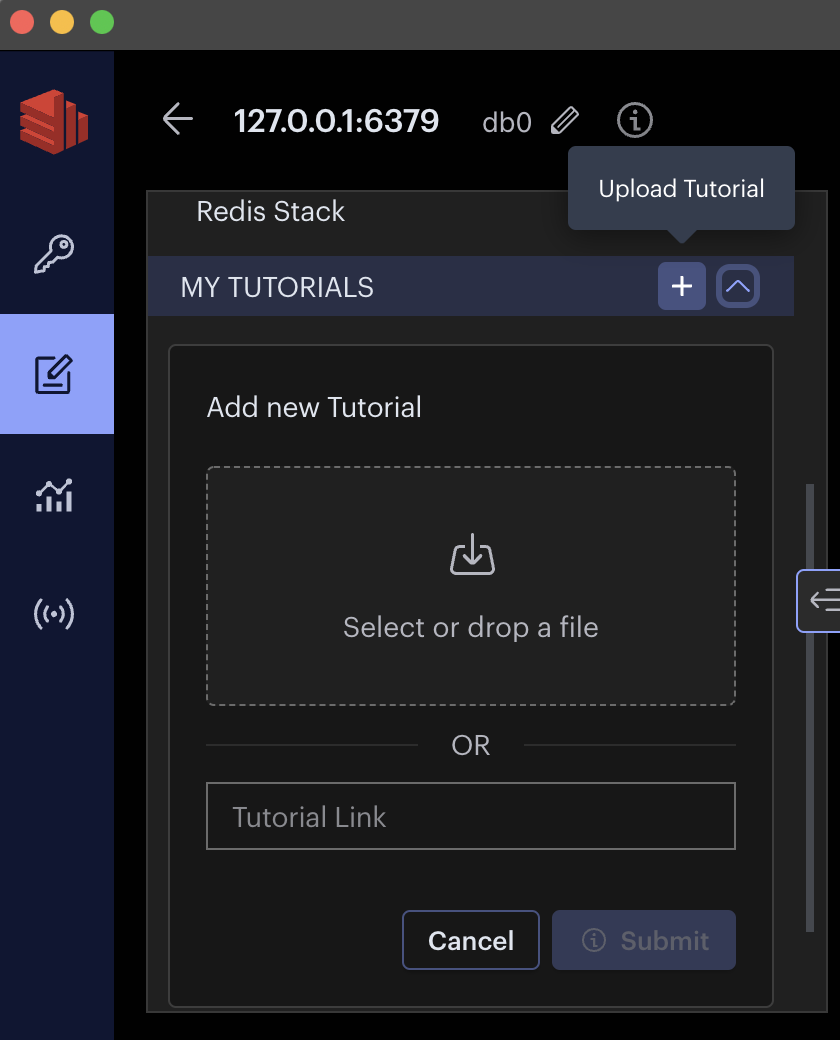 127.0.0.1:6379 db0
Upload Tutorial
Redis Stack
MY TUTORIALS
Add new Tutorial
Select or drop a file
OR
Tutorial Link
Cancel
Submit